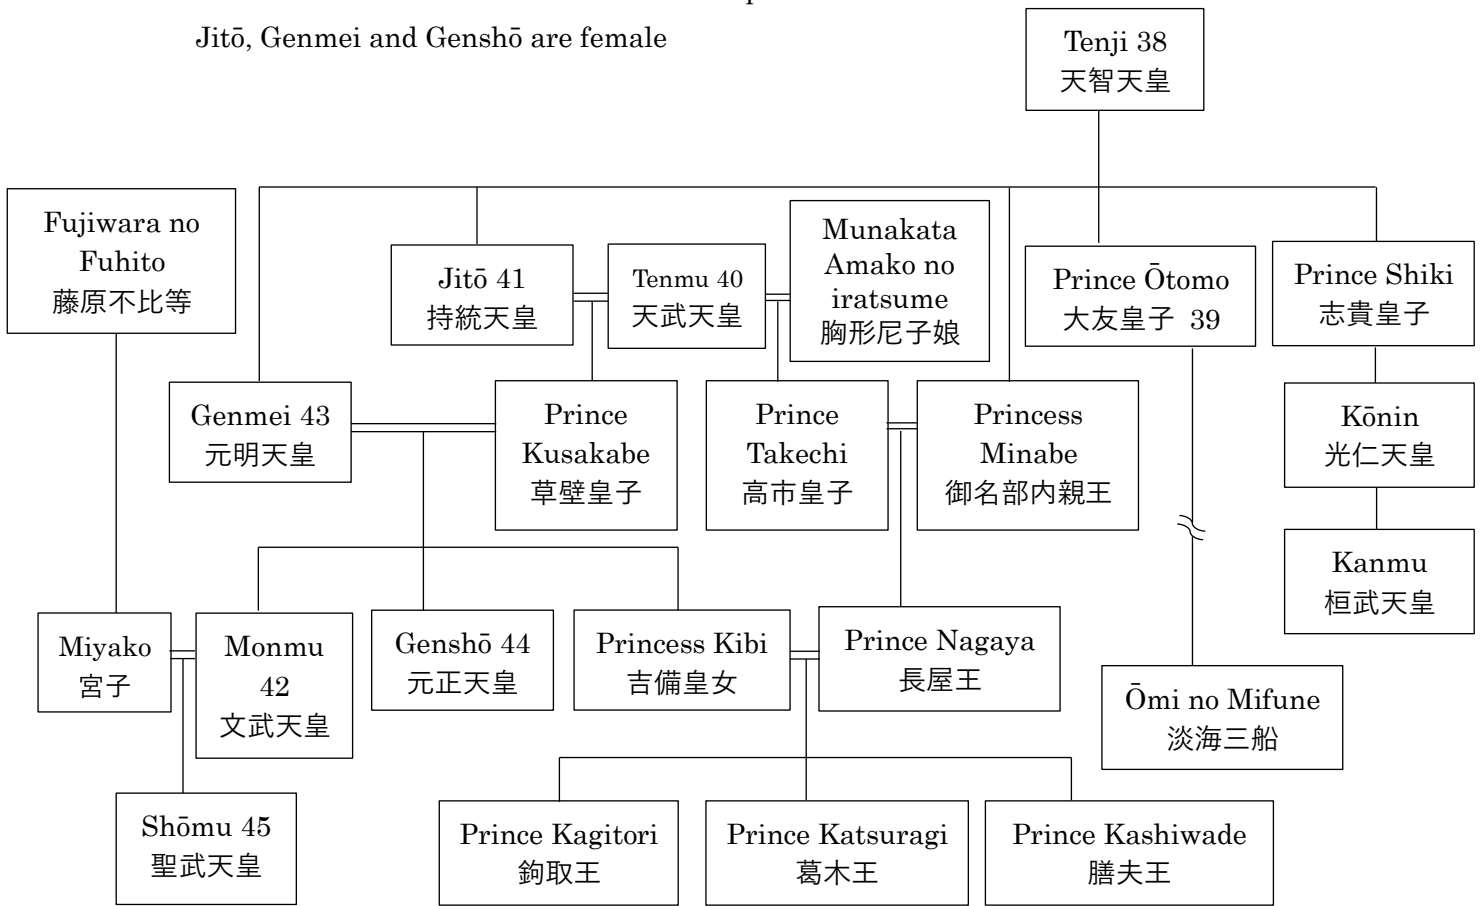 Jitō, Genmei and Genshō are female
Tenji 38
天智天皇
Fujiwara no
Fuhito
藤原不比等
Jitō 41
持統天皇
Tenmu 40
天武天皇
Munakata
Amako no
iratsume
胸形尼子娘
Prince Ōtomo
大友皇子 39
Prince Shiki
志貴皇子
Genmei 43
元明天皇
Prince
Kusakabe
草壁皇子
Prince
Takechi
高市皇子
Princess
Minabe
御名部内親王
Kōnin
光仁天皇
Kanmu
桓武天皇
Miyako
宮子
Monmu
42
文武天皇
Genshō 44
元正天皇
Princess Kibi
吉備皇女
Prince Nagaya
長屋王
Ōmi no Mifune
淡海三船
Shōmu 45
聖武天皇
Prince Kagitori
鉤取王
Prince Katsuragi
葛木王
Prince Kashiwade
膳夫王